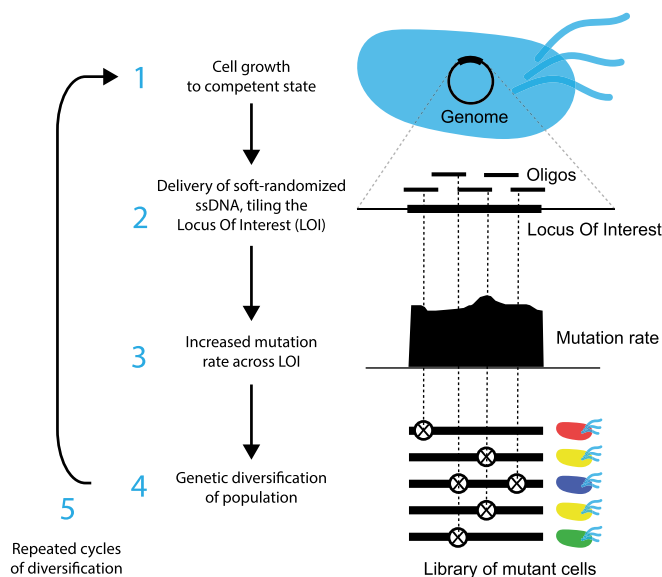 1
Cell growth
to competent state
Genome
2
Delivery of soft-randomized
ssDNA, tiling the
Locus Of Interest (LOI)
Oligos
Locus Of Interest
3
Increased mutation
rate across LOI
Mutation rate
4
Genetic diversification
of population
5
Repeated cycles
of diversification
Library of mutant cells